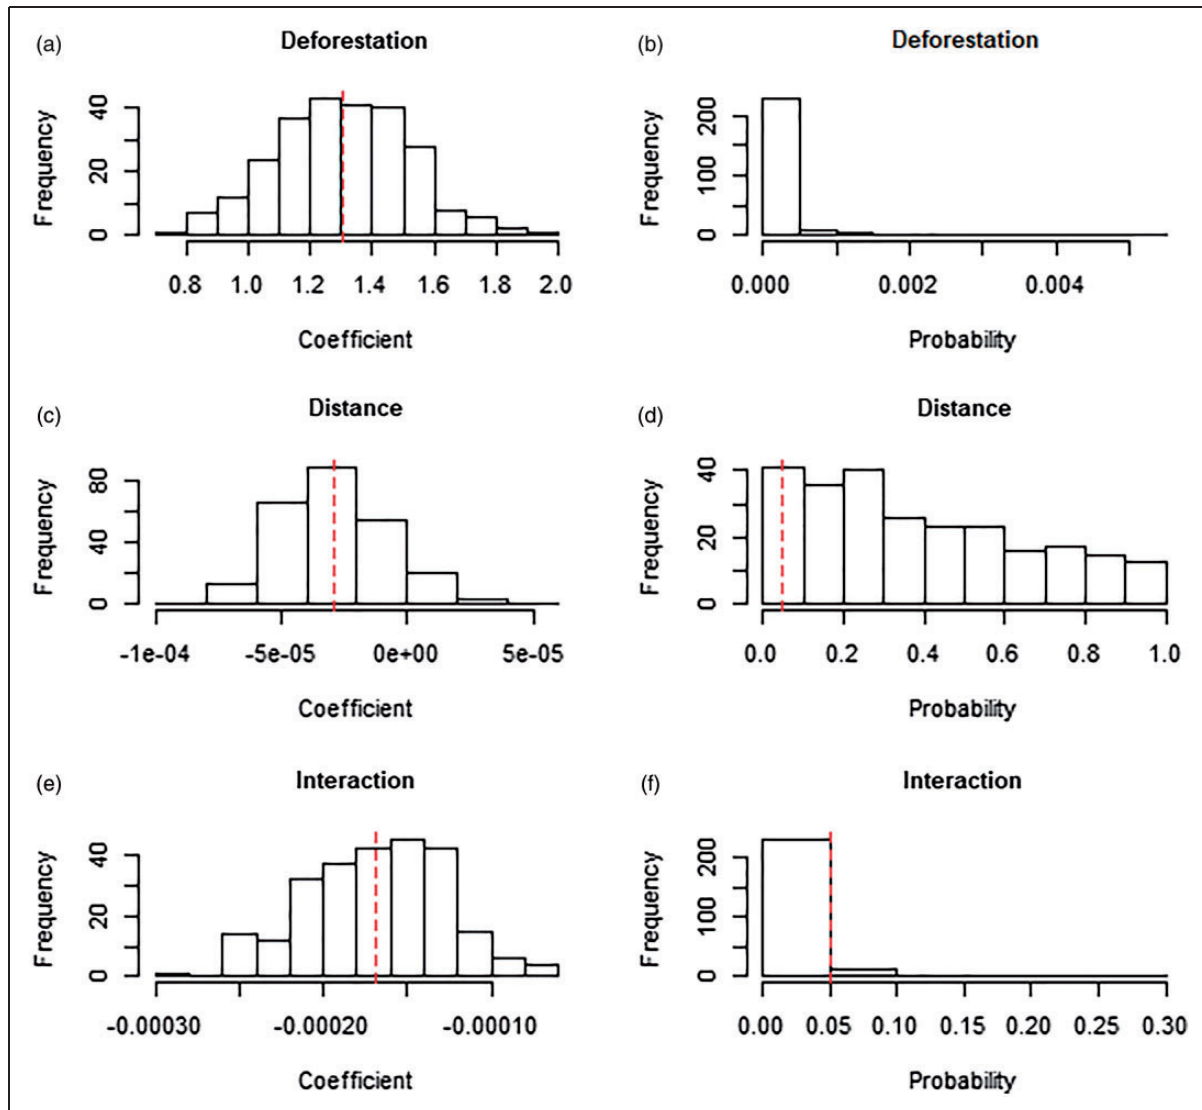 (a)
Deforestation
Frequency
0 20 40
0.8 1.0 1.2 1.4 1.6 1.8 2.0
Coefficient
(b)
Deforestation
Frequency
0 100 200
0.000 0.002 0.004
Probability
(c)
Distance
Frequency
0 40 80
-1e-04 -5e-05 0e+00 5e-05
Coefficient
(d)
Distance
Frequency
0 20 40
0.0 0.2 0.4 0.6 0.8 1.0
Probability
(e)
Interaction
Frequency
0 20 40
-0.00030 -0.00020 -0.00010
Coefficient
(f)
Interaction
Frequency
0 100 200
0.00 0.05 0.10 0.15 0.20 0.25 0.30
Probability